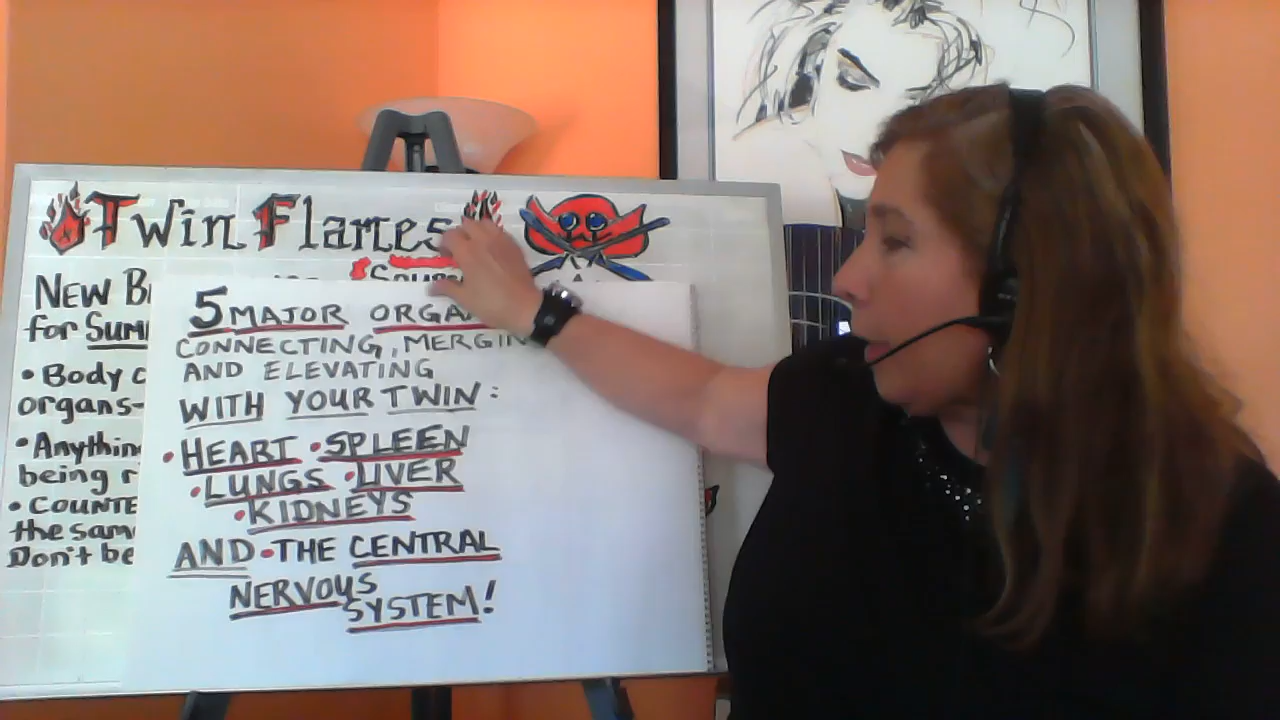 Twin Flames
New B
for Sum
• Body c
organs-
• Anythin
being r
• COUNTE
the sam
Don't be
5 MAJOR ORGA
CONNECTING, MERGIN
AND ELEVATING
WITH YOUR TWIN:
• HEART • SPLEEN
• LUNGS • LIVER
• KIDNEYS
AND • THE CENTRAL
NERVOUS
SYSTEM!